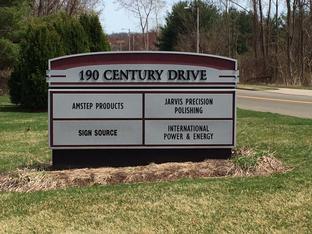 190 CENTURY DRIVE
AMSTEP PRODUCTS
JARVIS PRECISION
POLISHING
SIGN SOURCE
INTERNATIONAL
POWER & ENERGY